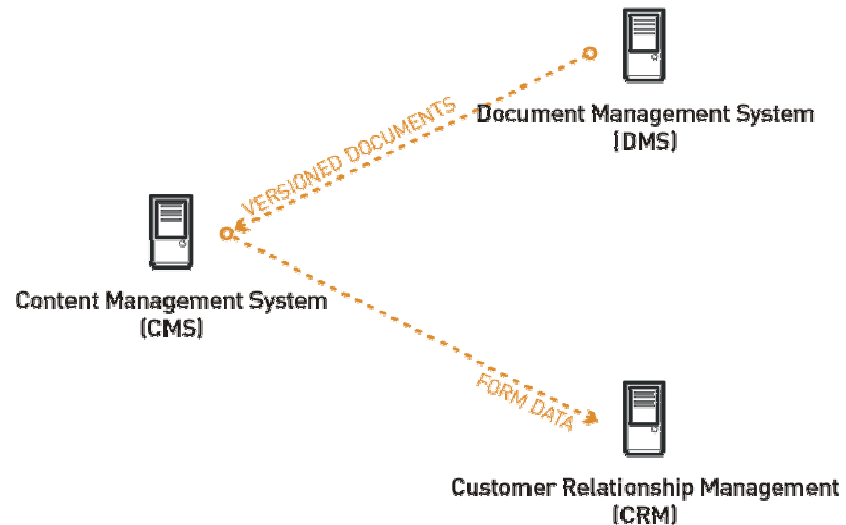 Document Management System
(DMS)
VERSIONED DOCUMENTS
Content Management System
(CMS)
FORM DATA
Customer Relationship Management
(CRM)